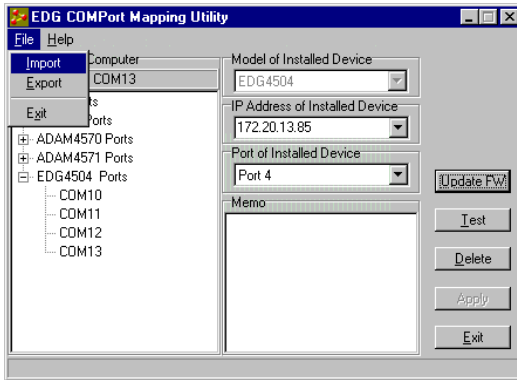 EDG COMPort Mapping Utility
File Help
Import
Export
Exit
Computer
COM13
ts
Ports
ADAM4570 Ports
ADAM4571 Ports
EDG4504 Ports
COM10
COM11
COM12
COM13
Model of Installed Device
EDG4504
IP Address of Installed Device
172.20.13.85
Port of Installed Device
Port 4
Memo
Update FW
Test
Delete
Apply
Exit